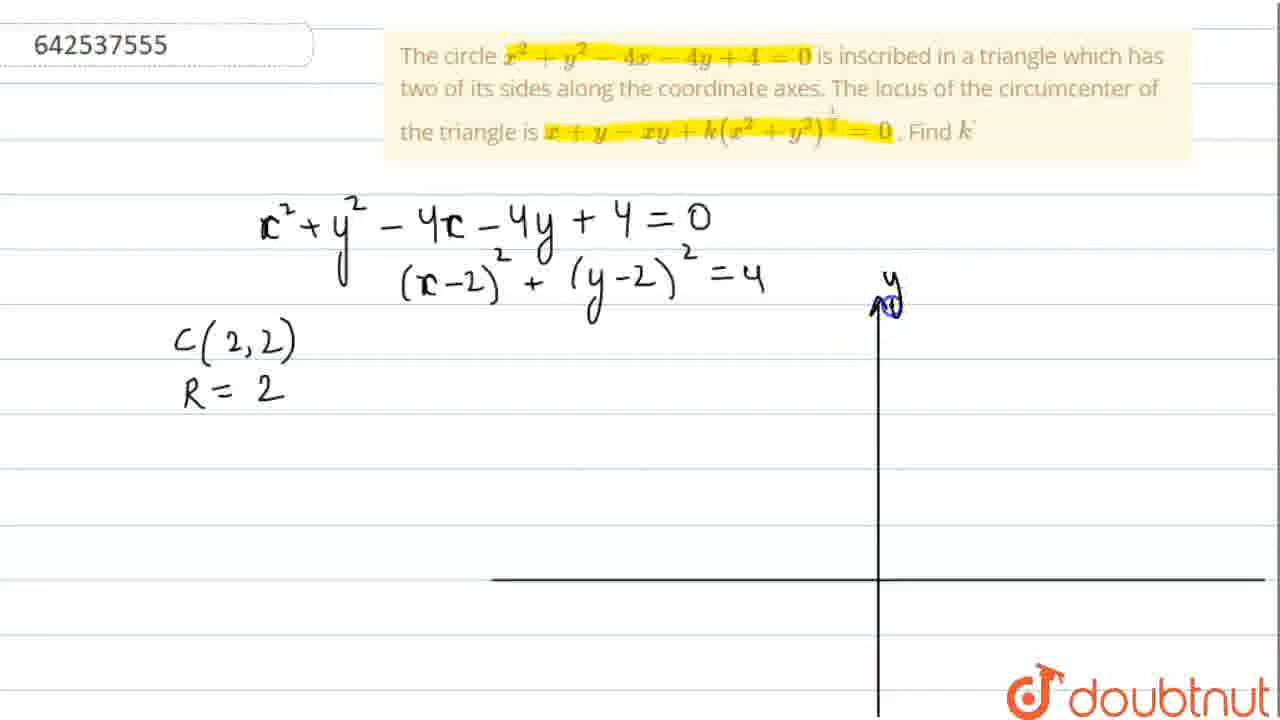 642537555
The circle x² + y² − 4x − 4y + 4 = 0 is inscribed in a triangle which has
two of its sides along the coordinate axes. The locus of the circumcenter of
the triangle is x + y − xy + k(x² + y²)^(1/2) = 0 . Find k
x² + y² − 4x − 4y + 4 = 0
(x−2)² + (y−2)² = 4
y
C(2,2)
R = 2
doubtnut